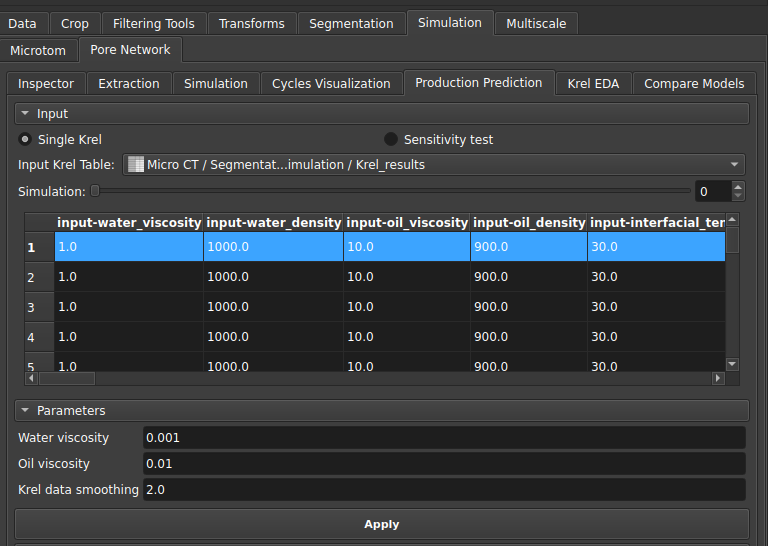 Data Crop Filtering Tools Transforms Segmentation Simulation Multiscale
Microtom Pore Network
Inspector Extraction Simulation Cycles Visualization Production Prediction Krel EDA Compare Models
Input
Single Krel Sensitivity test
Input Krel Table: Micro CT / Segmentat...imulation / Krel_results
Simulation: 0
input-water_viscosity input-water_density input-oil_viscosity input-oil_density input-interfacial_ten
1 1.0 1000.0 10.0 900.0 30.0
2 1.0 1000.0 10.0 900.0 30.0
3 1.0 1000.0 10.0 900.0 30.0
4 1.0 1000.0 10.0 900.0 30.0
5 1.0 1000.0 10.0 900.0 30.0
Parameters
Water viscosity 0.001
Oil viscosity 0.01
Krel data smoothing 2.0
Apply